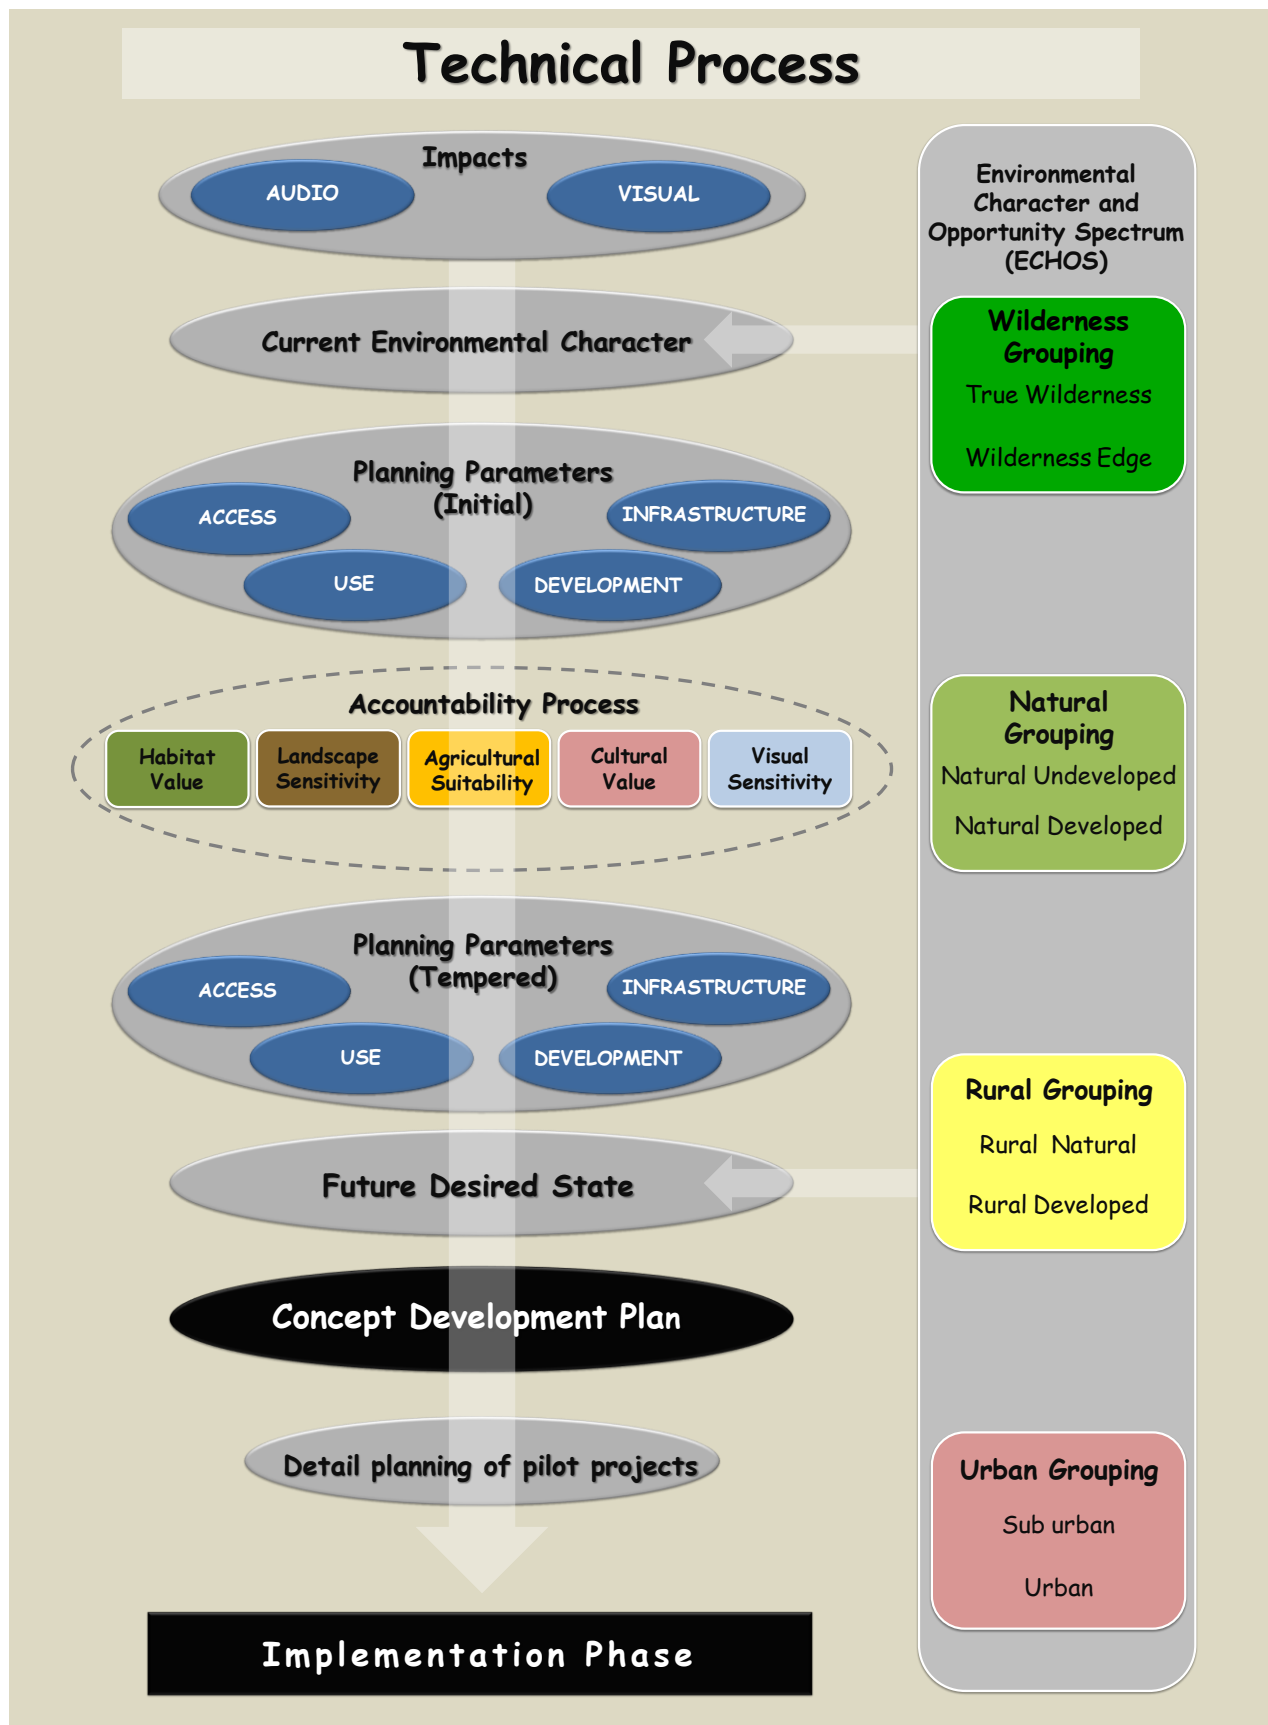 Technical Process
Impacts
AUDIO
VISUAL
Current Environmental Character
Planning Parameters
(Initial)
ACCESS
INFRASTRUCTURE
USE
DEVELOPMENT
Accountability Process
Habitat
Value
Landscape
Sensitivity
Agricultural
Suitability
Cultural
Value
Visual
Sensitivity
Planning Parameters
(Tempered)
ACCESS
INFRASTRUCTURE
USE
DEVELOPMENT
Future Desired State
Concept Development Plan
Detail planning of pilot projects
Implementation Phase
Environmental
Character and
Opportunity Spectrum
(ECHOS)
Wilderness
Grouping
True Wilderness
Wilderness Edge
Natural
Grouping
Natural Undeveloped
Natural Developed
Rural Grouping
Rural Natural
Rural Developed
Urban Grouping
Sub urban
Urban